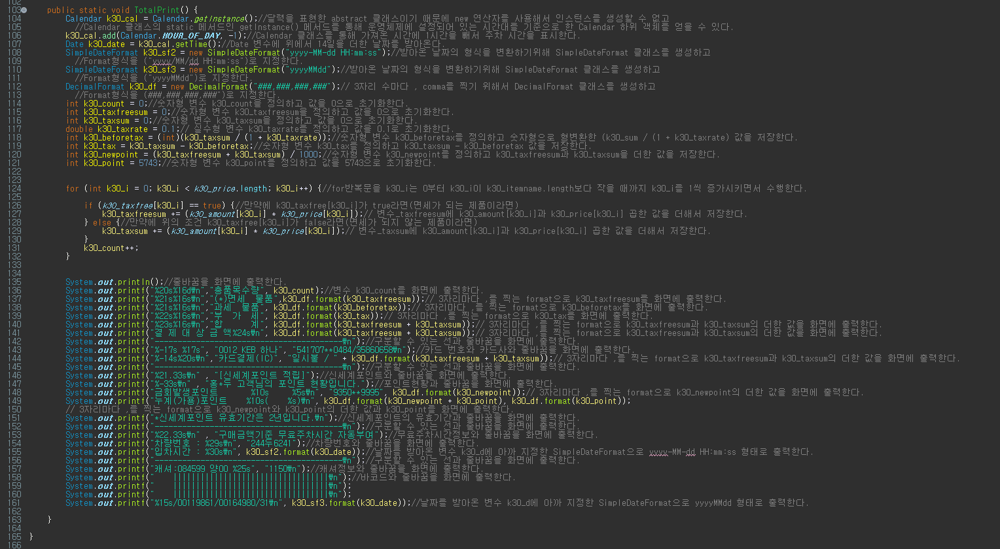 102
103 public static void TotalPrint() {
104 Calendar k30_cal = Calendar.getInstance();//달력을 표현한 abstract 클래스이기 때문에 new 연산자를 사용해서 인스턴스를 생성할 수 없고
105 //Calendar 클래스의 static 메서드인 getInstance() 메서드를 통해 운영체제에 설정되어 있는 시간대를 기준으로 한 Calendar 하위 객체를 얻을 수 있다.
106 k30_cal.add(Calendar.HOUR_OF_DAY, -1);//Calendar 클래스를 통해 가져온 시간에 1시간을 빼서 주차 시간을 표시한다.
107 Date k30_date = k30_cal.getTime();//Date 변수에 위에서 14일을 더한 날짜를 받아온다.
108 SimpleDateFormat k30_sf2 = new SimpleDateFormat("yyyy-MM-dd HH:mm:ss");//받아온 날짜의 형식을 변환하기위해 SimpleDateFormat 클래스를 생성하고
109 //Format형식을 ("yyyy/MM/dd HH:mm:ss")로 지정한다.
110 SimpleDateFormat k30_sf3 = new SimpleDateFormat("yyyyMMdd");//받아온 날짜의 형식을 변환하기위해 SimpleDateFormat 클래스를 생성하고
111 //Format형식을 ("yyyyMMdd")로 지정한다.
112 DecimalFormat k30_df = new DecimalFormat("###,###,###,###");// 3자리 수마다 , comma를 찍기 위해서 DecimalFormat 클래스를 생성하고
113 //Format형식을 (###,###,###,###")로 지정한다.
114 int k30_count = 0;//숫자형 변수 k30_count을 정의하고 값을 0으로 초기화한다.
115 int k30_taxfreesum = 0;//숫자형 변수 k30_taxfreesum을 정의하고 값을 0으로 초기화한다.
116 int k30_taxsum = 0;//숫자형 변수 k30_taxsum을 정의하고 값을 0으로 초기화한다.
117 double k30_taxrate = 0.1;// 실수형 변수 k30_taxrate을 정의하고 값을 0.1로 초기화한다.
118 int k30_beforetax = (int)(k30_taxsum / (1 + k30_taxrate));//숫자형 변수 k30_beforetax를 정의하고 숫자형으로 형변환한 (k30_sum / (1 + k30_taxrate) 값을 저장한다.
119 int k30_tax = k30_taxsum - k30_beforetax;//숫자형 변수 k30_tax를 정의하고 k30_taxsum - k30_beforetax 값을 저장한다.
120 int k30_newpoint = (k30_taxfreesum + k30_taxsum) / 1000;//숫자형 변수 k30_newpoint를 정의하고 k30_taxfreesum과 k30_taxsum을 더한 값을 저장한다.
121 int k30_point = 5743;//숫자형 변수 k30_point를 정의하고 값을 5743으로 초기화한다.
122
123
124 for (int k30_i = 0; k30_i < k30_price.length; k30_i++) {//for반복문을 k30_i는 0부터 k30_i이 k30_itemname.length보다 작을 때까지 k30_i를 1씩 증가시키면서 수행한다.
125
126 if (k30_taxfree[k30_i] == true) {//만약에 k30_taxfree[k30_i]가 true라면(면세가 되는 제품이라면)
127 k30_taxfreesum += (k30_amount[k30_i] * k30_price[k30_i]);// 변수_taxfreesum에 k30_amount[k30_i]과 k30_price[k30_i] 곱한 값을 더해서 저장한다.
128 } else {//만약에 위의 조건 k30_taxfree[k30_i]가 false라면(면세가 되지 않는 제품이라면)
129 k30_taxsum += (k30_amount[k30_i] * k30_price[k30_i]);// 변수_taxsum에 k30_amount[k30_i]과 k30_price[k30_i] 곱한 값을 더해서 저장한다.
130 }
131 k30_count++;
132 }
133
134
135 System.out.println();//줄바꿈을 화면에 출력한다.
136 System.out.printf("%20s%16d₩n","총품목수량", k30_count);//변수 k30_count를 화면에 출력한다.
137 System.out.printf("%21s%16s₩n","(*)면세  물품",k30_df.format(k30_taxfreesum));// 3자리마다 ,를 찍는 format으로 k30_taxfreesum를 화면에 출력한다.
138 System.out.printf("%21s%16s₩n","과세  물품", k30_df.format(k30_beforetax));// 3자리마다 ,를 찍는 format으로 k30_beforetax를 화면에 출력한다.
139 System.out.printf("%22s%16s₩n","부  가  세", k30_df.format(k30_tax));// 3자리마다 ,를 찍는 format으로 k30_tax를 화면에 출력한다.
140 System.out.printf("%23s%16s₩n","합      계", k30_df.format(k30_taxfreesum + k30_taxsum));// 3자리마다 ,를 찍는 format으로 k30_taxfreesum과 k30_taxsum의 더한 값을 화면에 출력한다.
141 System.out.printf("결 제 대 상 금 액%24s₩n", k30_df.format(k30_taxfreesum + k30_taxsum));// 3자리마다 ,를 찍는 format으로 k30_taxfreesum과 k30_taxsum의 더한 값을 화면에 출력한다.
142 System.out.printf("-----------------------------------------₩n");//구분할 수 있는 선과 줄바꿈을 화면에 출력한다.
143 System.out.printf("%-17s %17s", "0012 KEB 하나", "541707**0484/35860658₩n");//카드 번호와 카드사와 줄바꿈을 화면에 출력한다.
144 System.out.printf("%-14s%20s₩n","카드결제(IC)", "일시불 / " + k30_df.format(k30_taxfreesum + k30_taxsum));// 3자리마다 ,를 찍는 format으로 k30_taxfreesum과 k30_taxsum의 더한 값을 화면에 출력한다.
145 System.out.printf("-----------------------------------------₩n");//구분할 수 있는 선과 줄바꿈을 화면에 출력한다.
146 System.out.printf("%21.33s₩n" , "[신세계포인트 적립]");//신세계포인트와 줄바꿈을 화면에 출력한다.
147 System.out.printf("%-33s₩n" , "홍*두 고객님의 포인트 현황입니다.");//포인트현황과 줄바꿈을 화면에 출력한다.
148 System.out.printf("금회발생포인트       %10s     %5s₩n", "9350**9995", k30_df.format(k30_newpoint));// 3자리마다 ,를 찍는 format으로 k30_newpoint의 더한 값을 화면에 출력한다.
149 System.out.printf("누계(가용)포인트    %10s(    %s)₩n", k30_df.format(k30_newpoint + k30_point), k30_df.format(k30_point));
150 // 3자리마다 ,를 찍는 format으로 k30_newpoint와 k30_point의 더한 값과 k30_point를 화면에 출력한다.
151 System.out.printf("*신세계포인트 유효기간은 2년입니다.₩n");//신세계포인트의 유효기간과 줄바꿈을 화면에 출력한다.
152 System.out.printf("-----------------------------------------₩n");//구분할 수 있는 선과 줄바꿈을 화면에 출력한다.
153 System.out.printf("%22.33s₩n" , "구매금액기준 무료주차시간 자동부여");//무료주차시간정보와 줄바꿈을 화면에 출력한다.
154 System.out.printf("차량번호 : %29s₩n", "244두6241");//차량번호와 줄바꿈을 화면에 출력한다.
155 System.out.printf("입차시간 : %30s₩n", k30_sf2.format(k30_date));//날짜를 받아온 변수 k30_d에 아까 지정한 SimpleDateFormat으로 yyyy-MM-dd HH:mm:ss 형태로 출력한다.
156 System.out.printf("-----------------------------------------₩n");//구분할 수 있는 선과 줄바꿈을 화면에 출력한다.
157 System.out.printf("캐셔:084599 양00 %25s", "1150₩n");//캐셔정보와 줄바꿈을 화면에 출력한다.
158 System.out.printf("    ||||||||||||||||||||||||||||||||₩n");//바코드와 줄바꿈을 화면에 출력한다.
159 System.out.printf("    ||||||||||||||||||||||||||||||||₩n");
160 System.out.printf("    ||||||||||||||||||||||||||||||||₩n");
161 System.out.printf("%15s/00119861/00164980/31₩n", k30_sf3.format(k30_date));//날짜를 받아온 변수 k30_d에 아까 지정한 SimpleDateFormat으로 yyyyMMdd 형태로 출력한다.
162
163 }
164
165 }
166